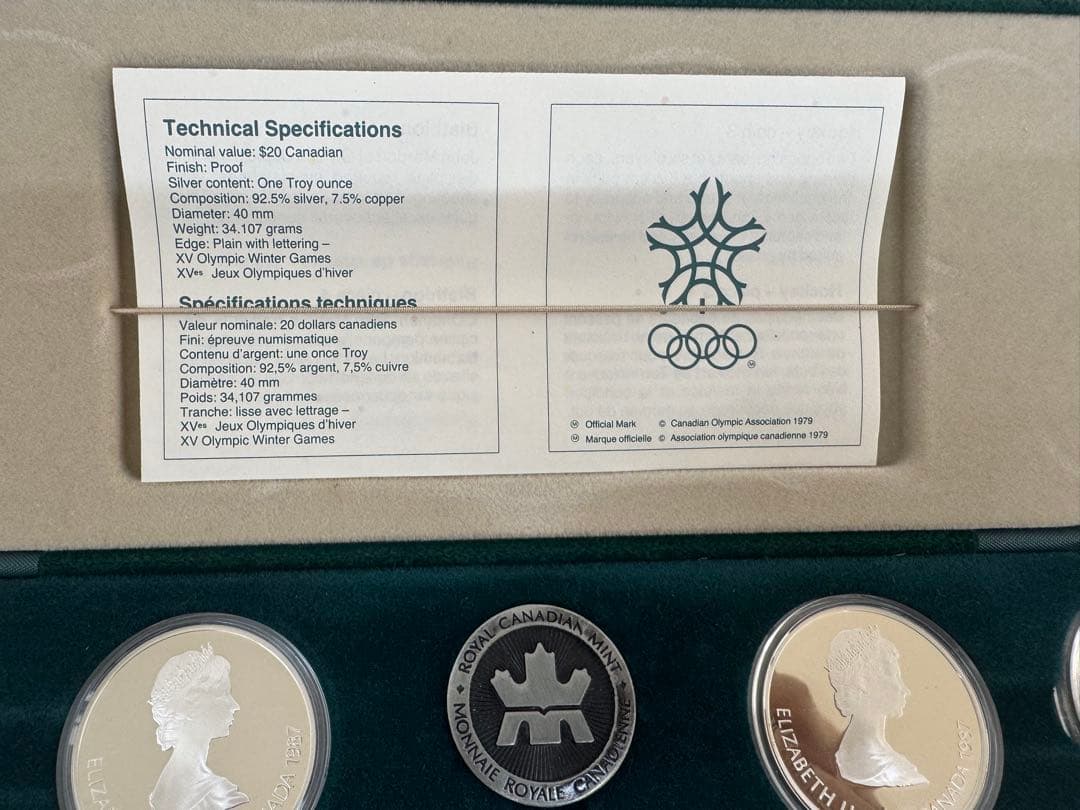 Technical Specifications
Nominal value: $20 Canadian
Finish: Proof
Silver content: One Troy ounce
Composition: 92.5% silver, 7.5% copper
Diameter: 40 mm
Weight: 34.107 grams
Edge: Plain with lettering –
XV Olympic Winter Games
XVes Jeux Olympiques d'hiver
Spécifications techniques
Valeur nominale: 20 dollars canadiens
Fini: épreuve numismatique
Contenu d'argent: une once Troy
Composition: 92,5% argent, 7,5% cuivre
Diamètre: 40 mm
Poids: 34,107 grammes
Tranche: lisse avec lettrage –
XVes Jeux Olympiques d'hiver
XV Olympic Winter Games
Ⓜ Official Mark © Canadian Olympic Association 1979
Ⓜ Marque officielle © Association olympique canadienne 1979
ROYAL CANADIAN MINT
MONNAIE ROYALE CANADIENNE
ELIZA
ADA 1987
ELIZABETH II
ANADA 1987